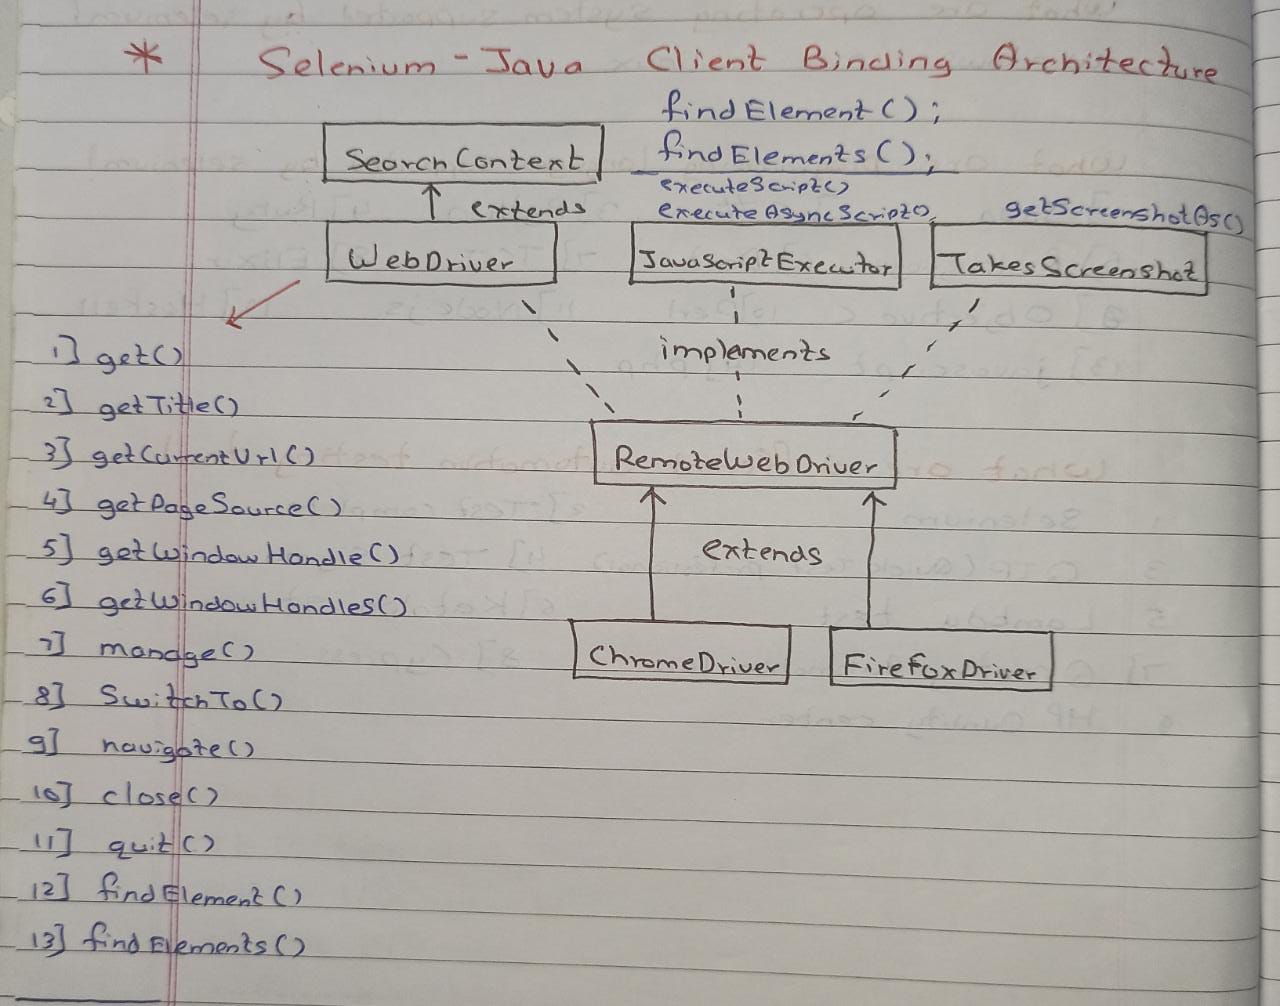 * Selenium - Java Client Binding Architecture
findElement();
SearchContext findElements();
executeScript()
extends executeAsyncScript() getScreenshotAs()
WebDriver JavaScriptExecutor TakesScreenshot
implements
1] get()
2] getTitle()
3] getCurrentUrl()
RemoteWebDriver
4] getPageSource()
5] getWindowHandle()
extends
6] getWindowHandles()
7] manage()
ChromeDriver FirefoxDriver
8] SwitchTo()
9] navigate()
10] close()
11] quit()
12] findElement()
13] findElements()